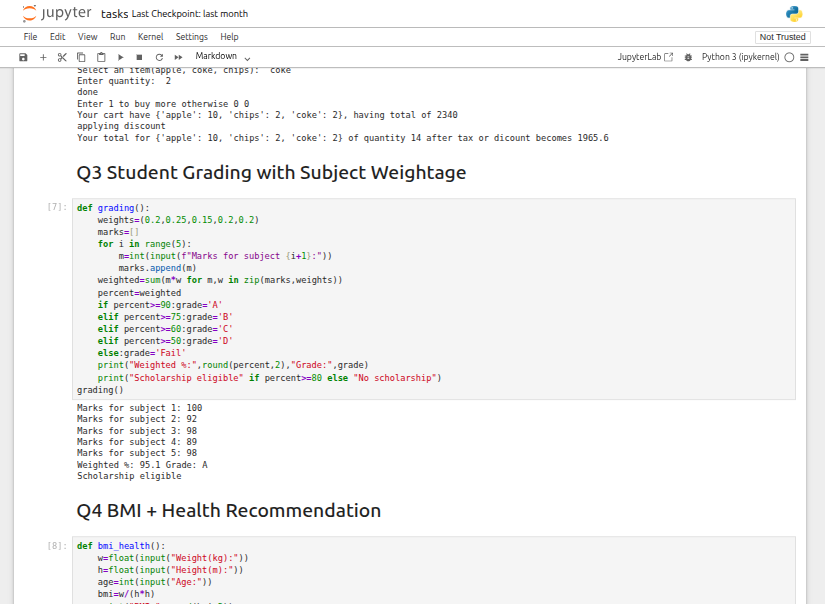 jupyter tasks Last Checkpoint: last month
File Edit View Run Kernel Settings Help Not Trusted
Markdown JupyterLab Python 3 (ipykernel)
Select an item(apple, coke, chips): coke
Enter quantity: 2
done
Enter 1 to buy more otherwise 0 0
Your cart have {'apple': 10, 'chips': 2, 'coke': 2}, having total of 2340
applying discount
Your total for {'apple': 10, 'chips': 2, 'coke': 2} of quantity 14 after tax or dicount becomes 1965.6
Q3 Student Grading with Subject Weightage
[7]: def grading():
    weights=(0.2,0.25,0.15,0.2,0.2)
    marks=[]
    for i in range(5):
        m=int(input(f"Marks for subject {i+1}:"))
        marks.append(m)
    weighted=sum(m*w for m,w in zip(marks,weights))
    percent=weighted
    if percent>=90:grade='A'
    elif percent>=75:grade='B'
    elif percent>=60:grade='C'
    elif percent>=50:grade='D'
    else:grade='Fail'
    print("Weighted %:",round(percent,2),"Grade:",grade)
    print("Scholarship eligible" if percent>=80 else "No scholarship")
grading()
Marks for subject 1: 100
Marks for subject 2: 92
Marks for subject 3: 98
Marks for subject 4: 89
Marks for subject 5: 98
Weighted %: 95.1 Grade: A
Scholarship eligible
Q4 BMI + Health Recommendation
[8]: def bmi_health():
    w=float(input("Weight(kg):"))
    h=float(input("Height(m):"))
    age=int(input("Age:"))
    bmi=w/(h*h)